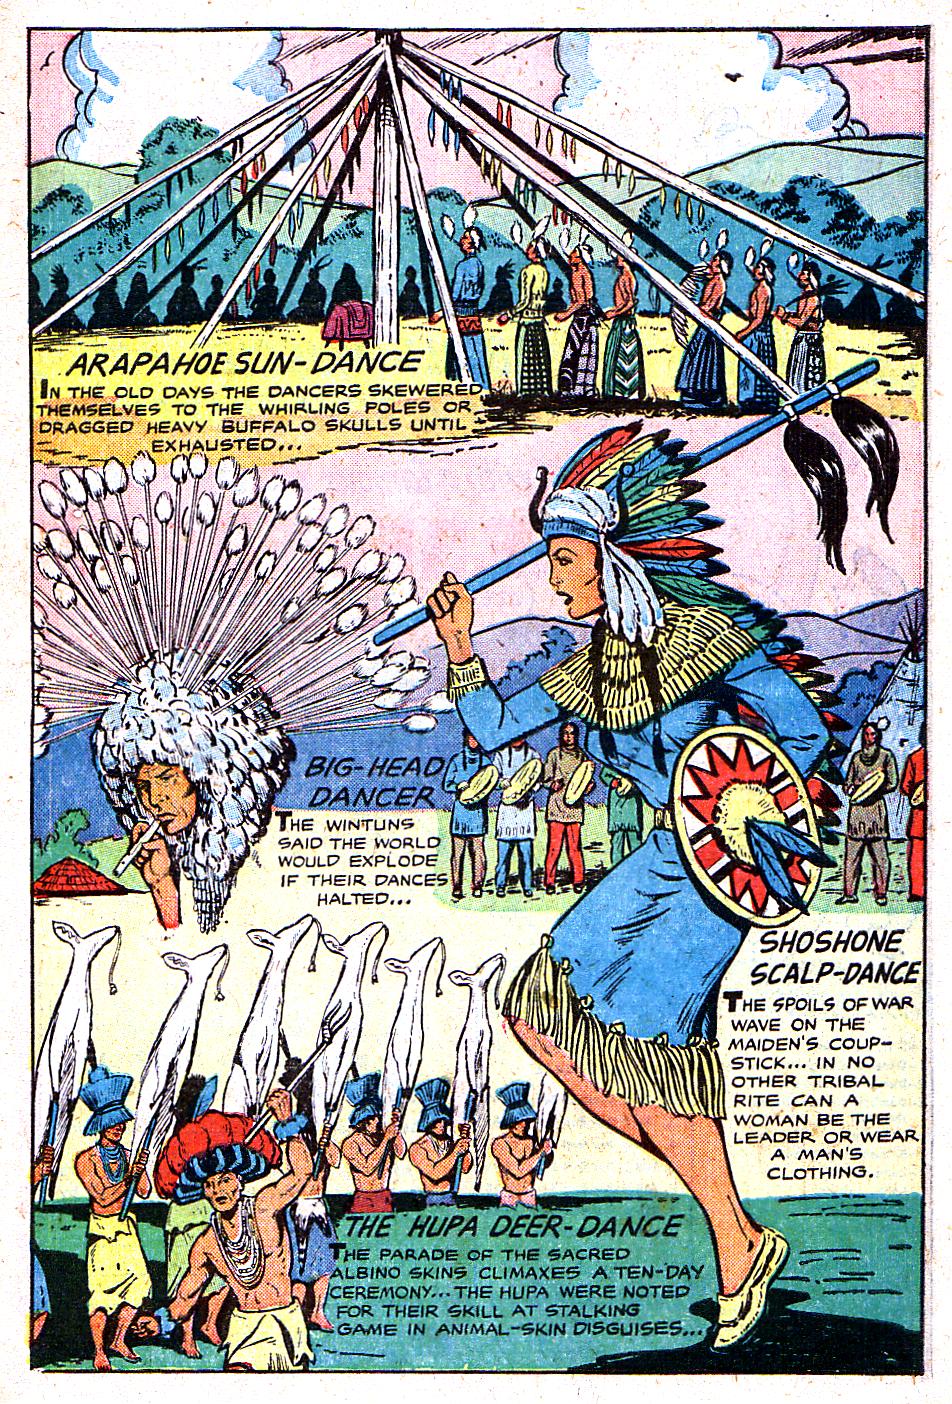 ARAPAHOE SUN-DANCE
IN THE OLD DAYS THE DANCERS SKEWERED
THEMSELVES TO THE WHIRLING POLES OR
DRAGGED HEAVY BUFFALO SKULLS UNTIL
EXHAUSTED...
BIG-HEAD
DANCER
THE WINTUNS
SAID THE WORLD
WOULD EXPLODE
IF THEIR DANCES
HALTED...
SHOSHONE
SCALP-DANCE
THE SPOILS OF WAR
WAVE ON THE
MAIDEN'S COUP-
STICK... IN NO
OTHER TRIBAL
RITE CAN A
WOMAN BE THE
LEADER OR WEAR
A MAN'S
CLOTHING.
THE HUPA DEER-DANCE
THE PARADE OF THE SACRED
ALBINO SKINS CLIMAXES A TEN-DAY
CEREMONY...THE HUPA WERE NOTED
FOR THEIR SKILL AT STALKING
GAME IN ANIMAL-SKIN DISGUISES...